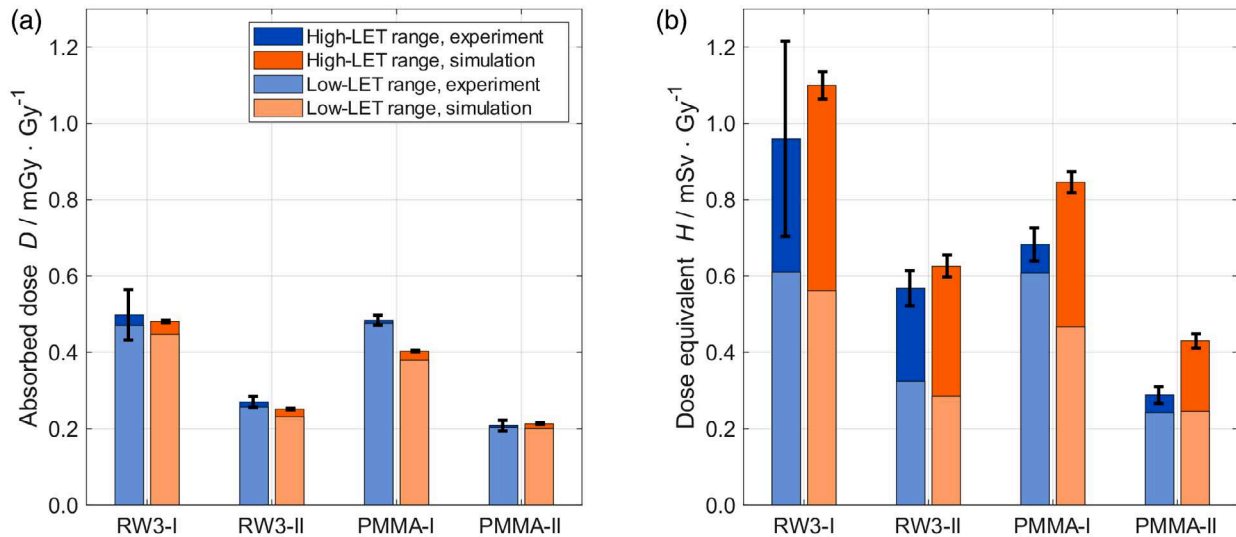 (a)
Absorbed dose D / mGy · Gy⁻¹
1.2
1.0
0.8
0.6
0.4
0.2
0.0
High-LET range, experiment
High-LET range, simulation
Low-LET range, experiment
Low-LET range, simulation
RW3-I RW3-II PMMA-I PMMA-II
(b)
Dose equivalent H / mSv · Gy⁻¹
1.2
1.0
0.8
0.6
0.4
0.2
0.0
RW3-I RW3-II PMMA-I PMMA-II